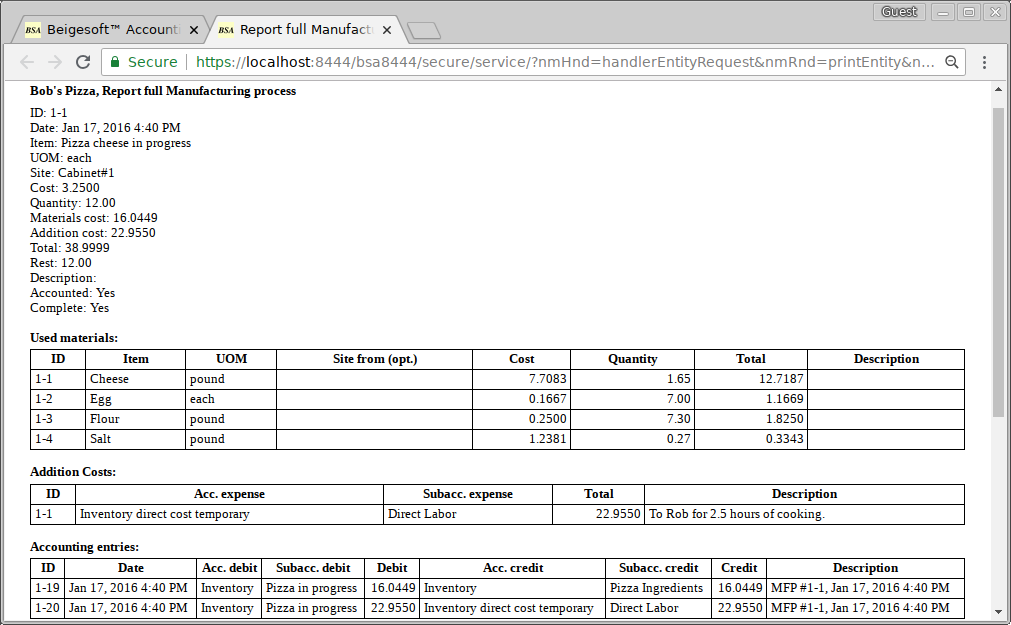 Guest
BSA Beigesoft™ Account
BSA Report full Manufact
Secure https://localhost:8444/bsa8444/secure/service/?nmHnd=handlerEntityRequest&nmRnd=printEntity&n...
Bob's Pizza, Report full Manufacturing process
ID: 1-1
Date: Jan 17, 2016 4:40 PM
Item: Pizza cheese in progress
UOM: each
Site: Cabinet#1
Cost: 3.2500
Quantity: 12.00
Materials cost: 16.0449
Addition cost: 22.9550
Total: 38.9999
Rest: 12.00
Description:
Accounted: Yes
Complete: Yes
Used materials:
ID Item UOM Site from (opt.) Cost Quantity Total Description
1-1 Cheese pound 7.7083 1.65 12.7187
1-2 Egg each 0.1667 7.00 1.1669
1-3 Flour pound 0.2500 7.30 1.8250
1-4 Salt pound 1.2381 0.27 0.3343
Addition Costs:
ID Acc. expense Subacc. expense Total Description
1-1 Inventory direct cost temporary Direct Labor 22.9550 To Rob for 2.5 hours of cooking.
Accounting entries:
ID Date Acc. debit Subacc. debit Debit Acc. credit Subacc. credit Credit Description
1-19 Jan 17, 2016 4:40 PM Inventory Pizza in progress 16.0449 Inventory Pizza Ingredients 16.0449 MFP #1-1, Jan 17, 2016 4:40 PM
1-20 Jan 17, 2016 4:40 PM Inventory Pizza in progress 22.9550 Inventory direct cost temporary Direct Labor 22.9550 MFP #1-1, Jan 17, 2016 4:40 PM